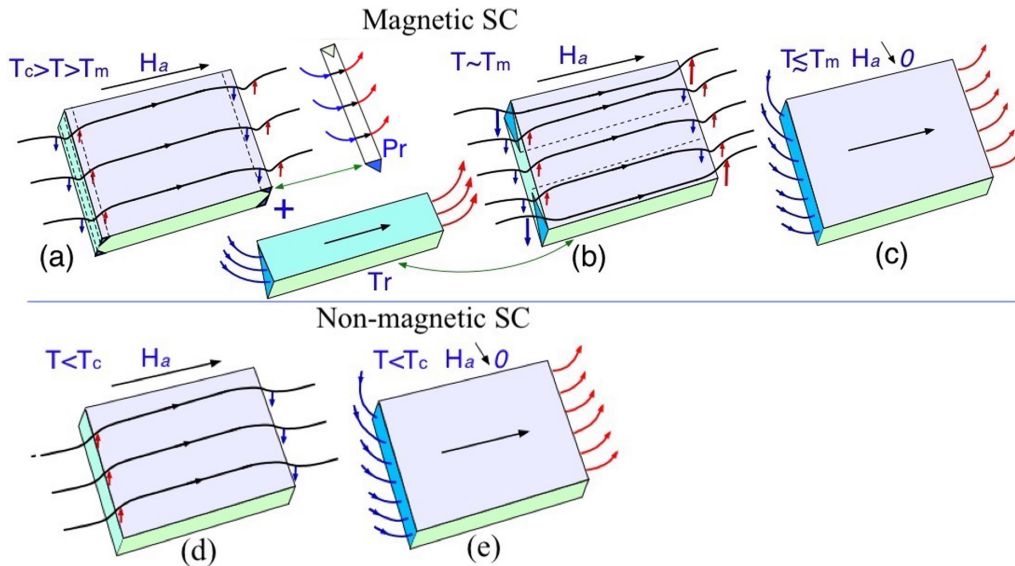 Magnetic SC
Tc>T>Tm Ha
T~Tm Ha
T≲Tm Ha 0
Pr
+
Tr
(a)
(b)
(c)
Non-magnetic SC
T<Tc Ha
T<Tc Ha 0
(d)
(e)